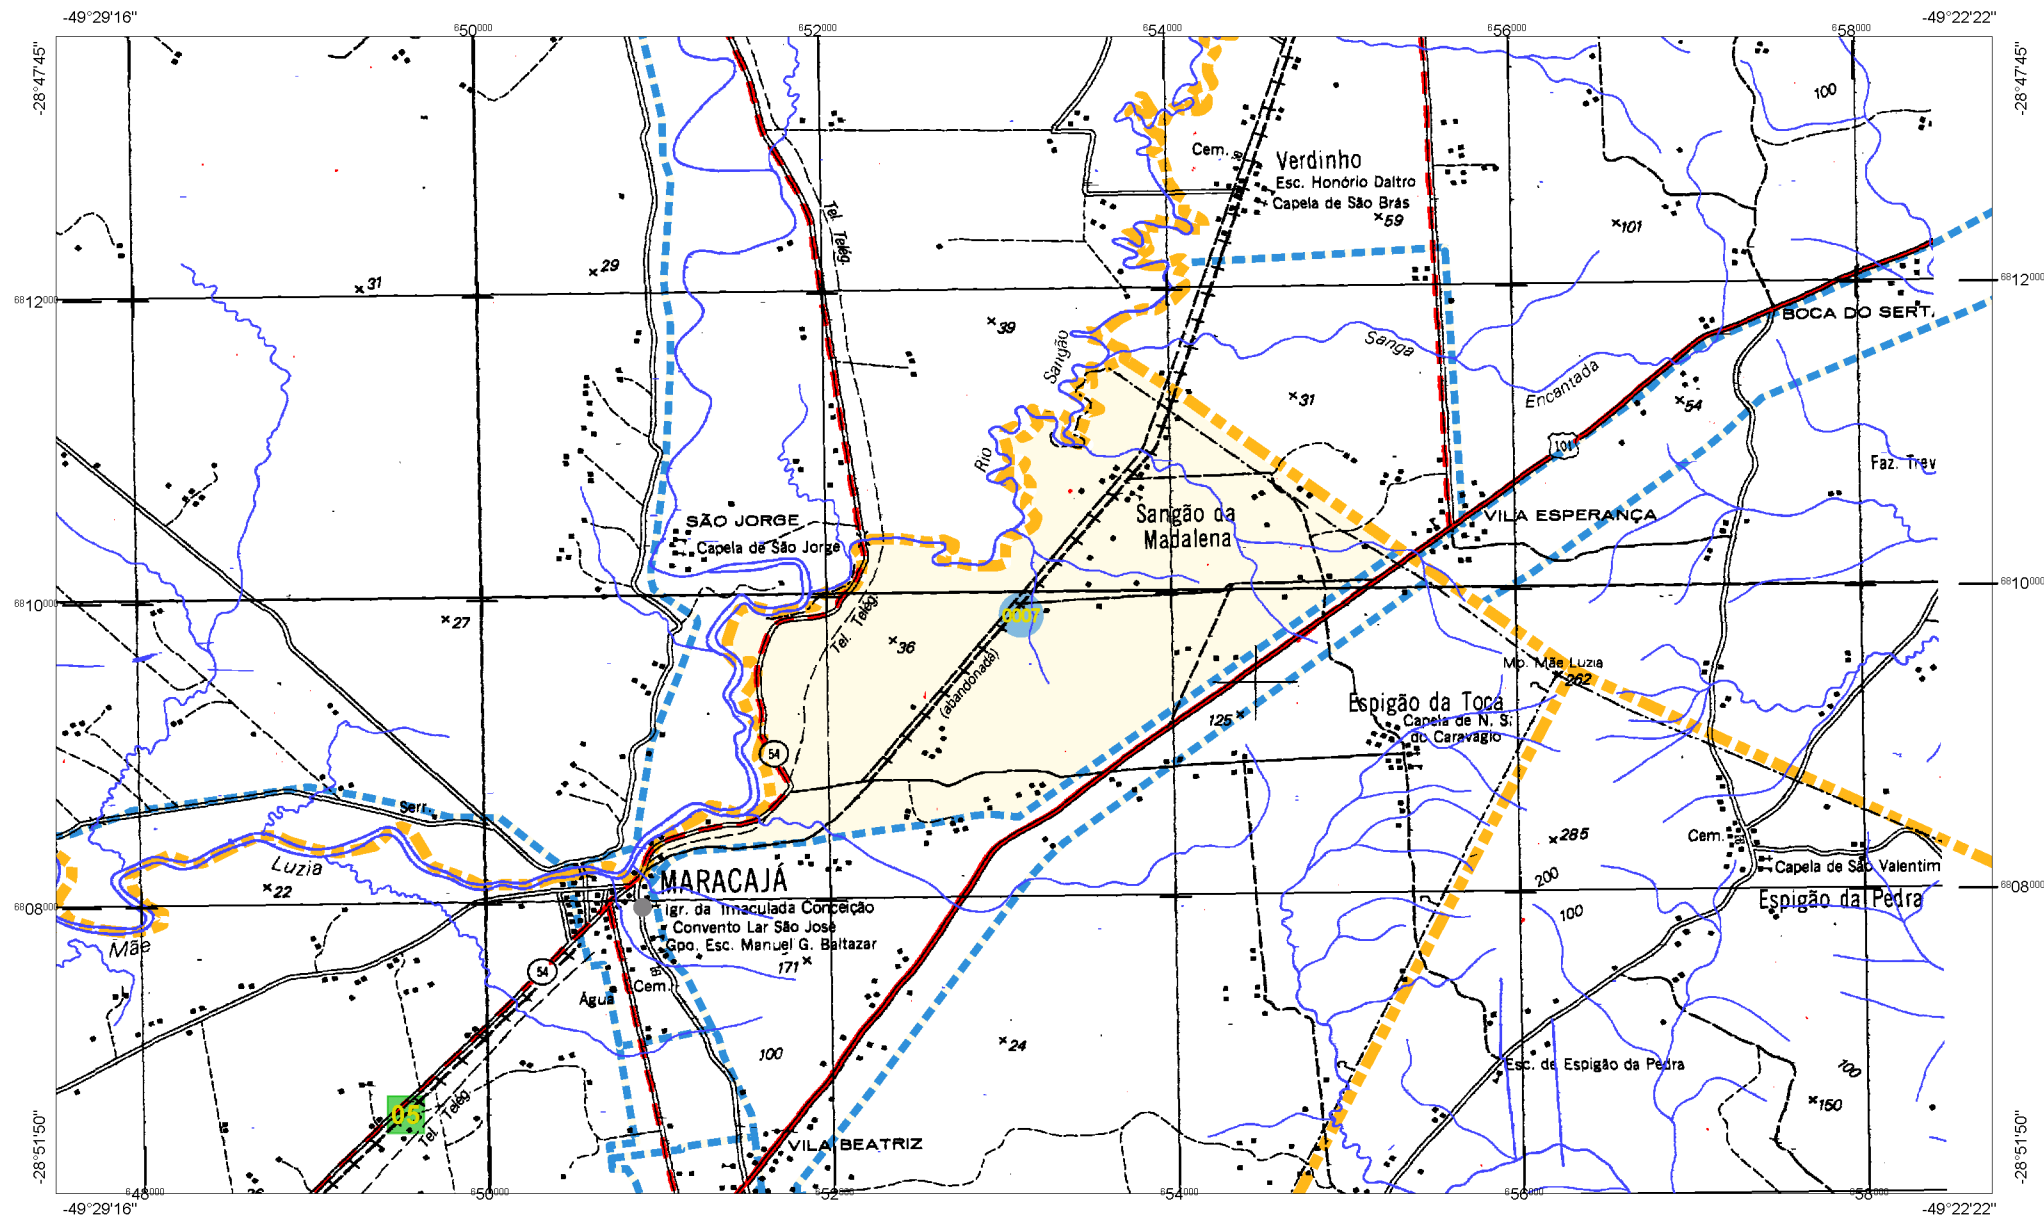 -49°29'16"
-49°22'22"
-28°47'45"
-28°47'45"
650000
652000
654000
656000
658000
100
Cem.
Verdinho
Esc. Honório Daltro
Capela de São Brás
59
101
Tel. Telég.
29
31
6812000
6812000
39
BOCA DO SERT
Sangão
Sanga
Encantada
31
54
101
Rio
Faz. Trev
SÃO JORGE
Capela de São Jorge
Sangão da
Madalena
VILA ESPERANÇA
6810000
6810000
27
Tel. Telég.
36
0007
(abandonada)
Mo. Mãe Luzia
262
Espigão da Toca
Capela de N. S.
do Caravagio
125
54
Serr.
285
Cem.
Luzia
22
200
Capela de São Valentim
MARACAJÁ
Espigão da Pedra
6808000
6808000
Igr. da Imaculada Conceição
Convento Lar São José
Gpo. Esc. Manuel G. Baltazar
100
Mãe
171
54
Água
Cem.
24
100
Esc. de Espigão da Pedra
100
150
05
Tel. Telég.
VILA BEATRIZ
-28°51'50"
-28°51'50"
648000
650000
652000
654000
656000
658000
-49°29'16"
-49°22'22"